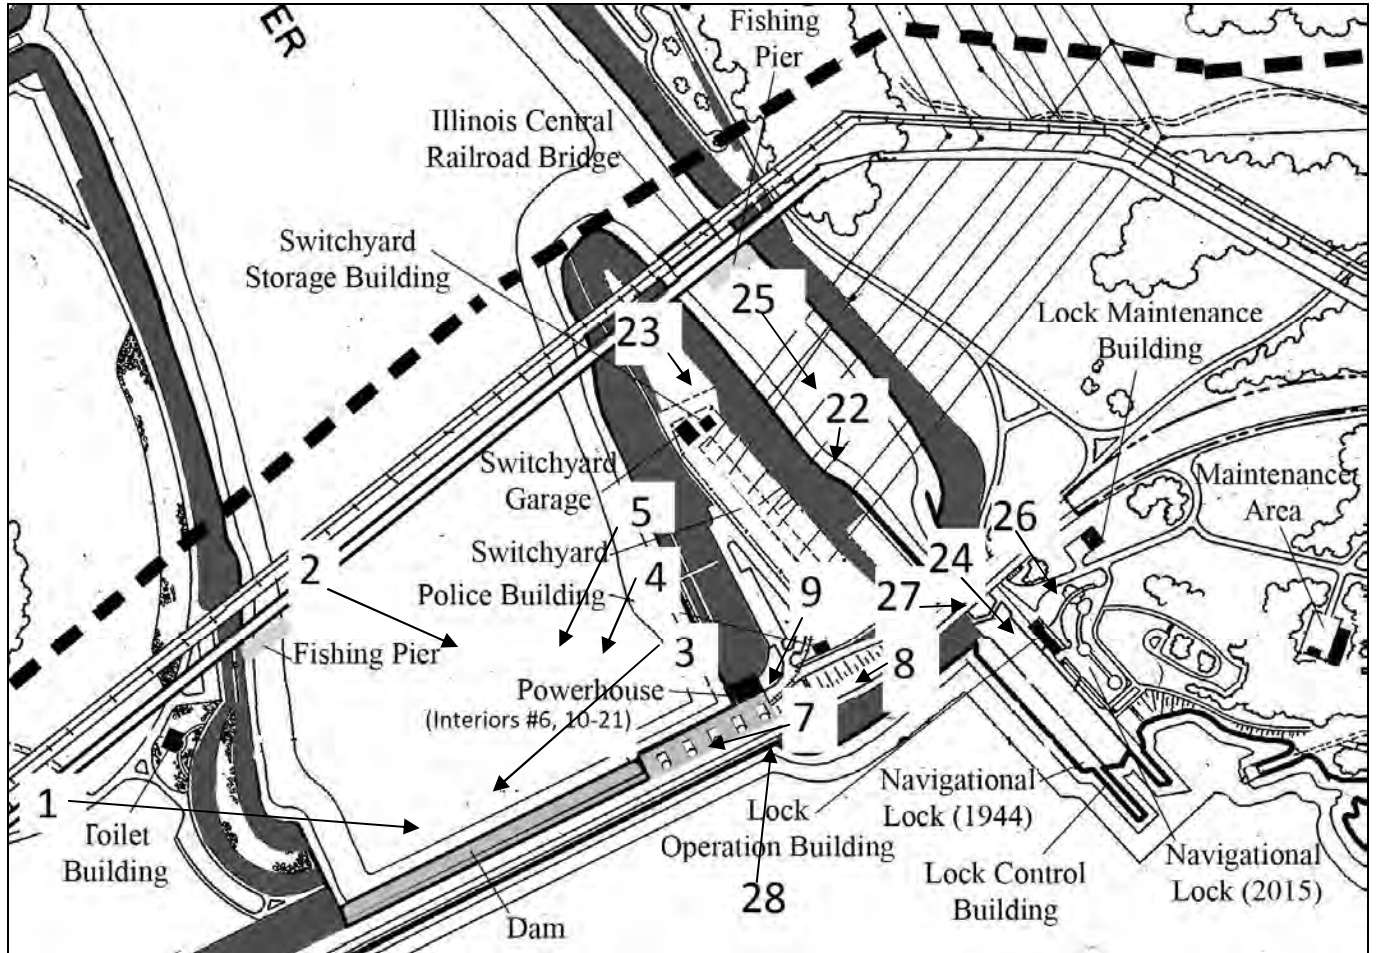 ER
Fishing
Pier
Illinois Central
Railroad Bridge
Switchyard
Storage Building
25
23
Lock Maintenance
Building
22
Switchyard
Garage
Maintenance
Area
5
26
Switchyard
2
4
24
Police Building
9
27
Fishing Pier
3
8
Powerhouse
(Interiors #6, 10-21)
7
1
Navigational
Lock (1944)
Toilet
Building
Lock
Operation Building
Navigational
Lock (2015)
Lock Control
Building
28
Dam